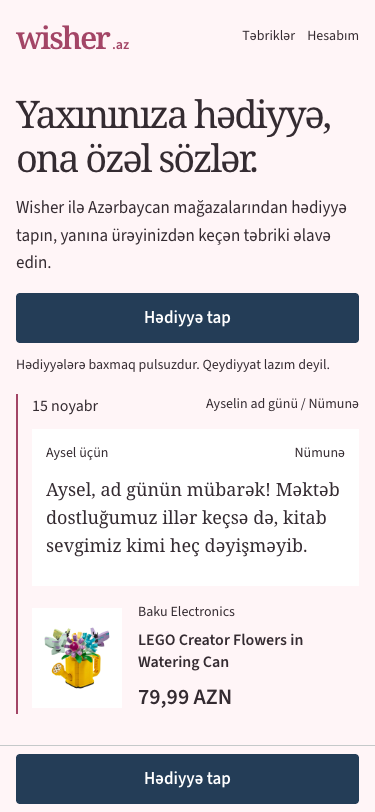 wisher.az
Təbriklər Hesabım
Yaxınınıza hədiyyə,
ona özəl sözlər.
Wisher ilə Azərbaycan mağazalarından hədiyyə
tapın, yanına ürəyinizdən keçən təbriki əlavə
edin.
Hədiyyə tap
Hədiyyələrə baxmaq pulsuzdur. Qeydiyyat lazım deyil.
15 noyabr
Ayselin ad günü / Nümunə
Aysel üçün
Nümunə
Aysel, ad günün mübarək! Məktəb
dostluğumuz illər keçsə də, kitab
sevgimiz kimi heç dəyişməyib.
Baku Electronics
LEGO Creator Flowers in
Watering Can
79,99 AZN
Hədiyyə tap